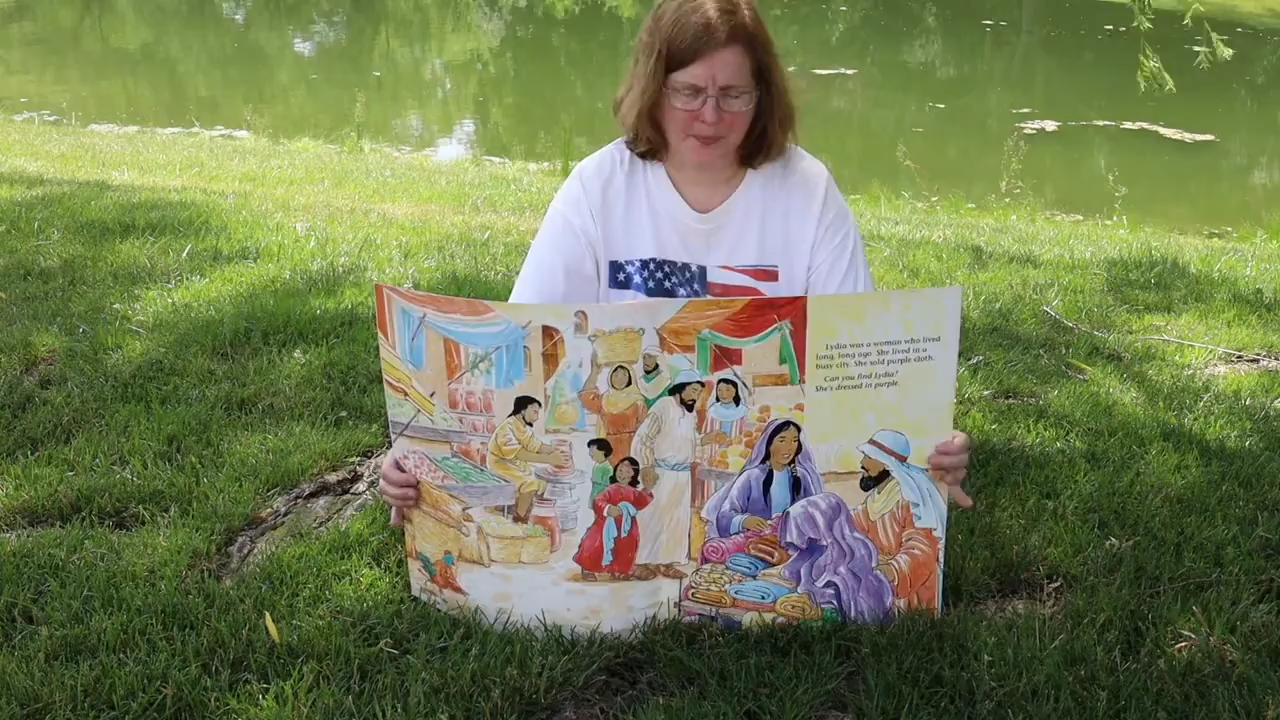 Lydia was a woman who lived
long, long ago. She lived in a
busy city. She sold purple cloth.
Can you find Lydia?
She's dressed in purple.